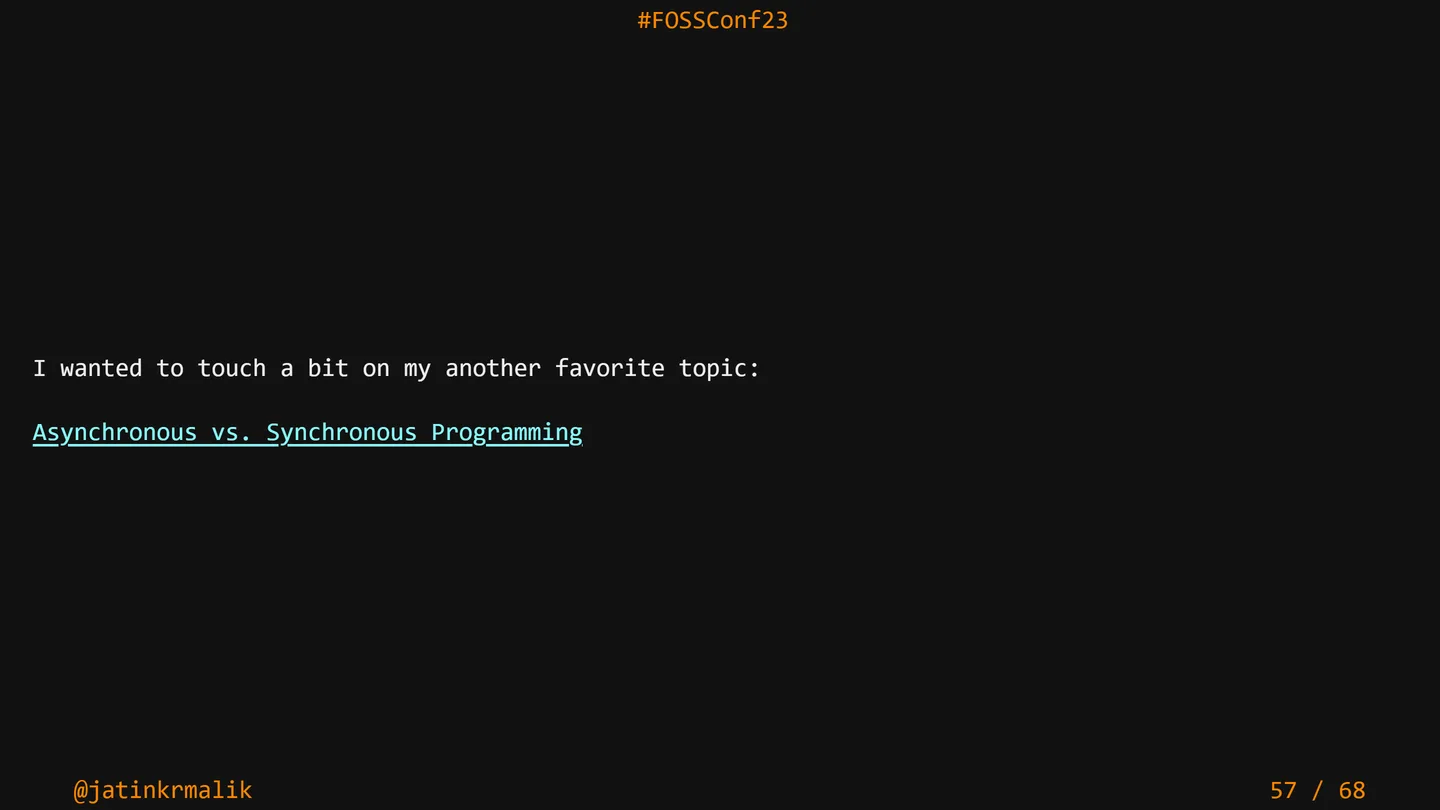 #FOSSConf23
I wanted to touch a bit on my another favorite topic:
Asynchronous vs. Synchronous Programming
@jatinkrmalik
57 / 68